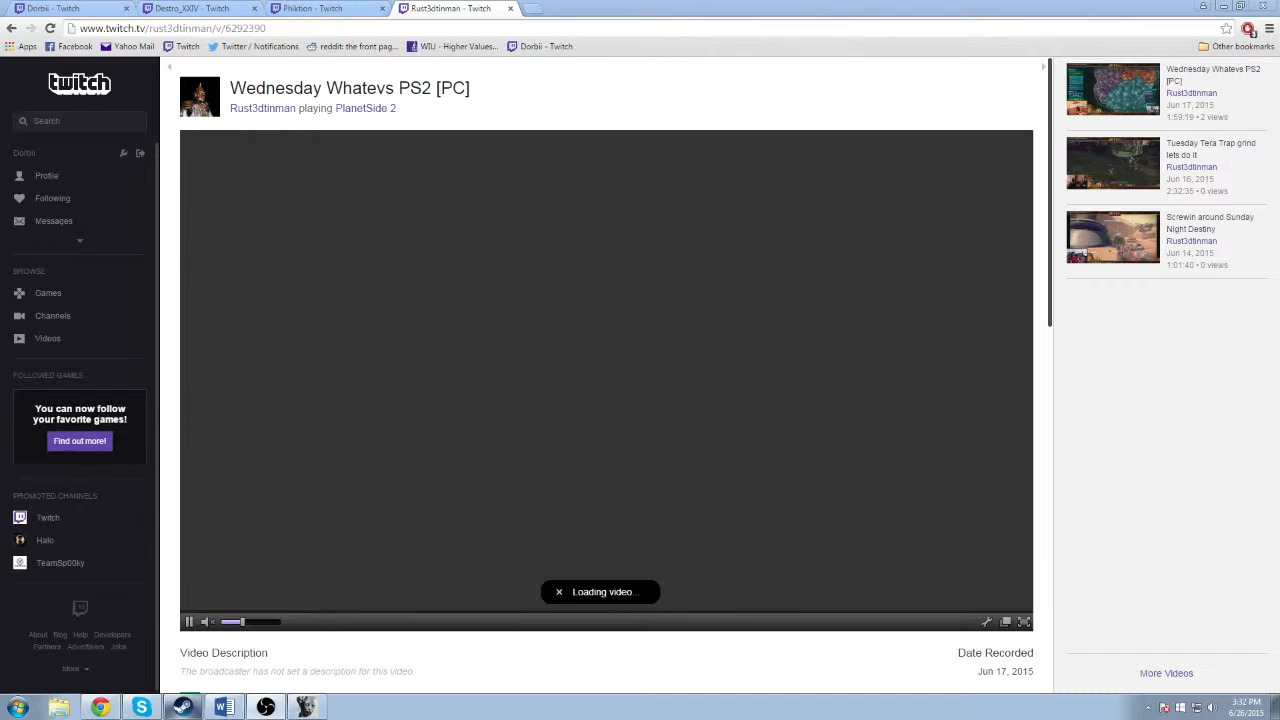 Dorbii - Twitch
Destro_XXIV - Twitch
Philktion - Twitch
Rust3dtinman - Twitch
www.twitch.tv/rust3dtinman/v/6292390
Apps
Facebook
Yahoo Mail
Twitch
Twitter / Notifications
reddit: the front pag...
WIU - Higher Values...
Dorbii - Twitch
Other bookmarks
twitch
Search
Dorbii
Profile
Following
Messages
BROWSE
Games
Channels
Videos
FOLLOWED GAMES
You can now follow
your favorite games!
Find out more!
PROMOTED CHANNELS
Twitch
Halo
TeamSp00ky
About Blog Help Developers
Partners Advertisers Jobs
More
Wednesday Whatevs PS2 [PC]
Rust3dtinman playing PlanetSide 2
Loading video...
Video Description
Date Recorded
The broadcaster has not set a description for this video
Jun 17, 2015
Wednesday Whatevs PS2
[PC]
Rust3dtinman
Jun 17, 2015
1:59:19 • 2 views
Tuesday Tera Trap grind
lets do it
Rust3dtinman
Jun 16, 2015
2:32:35 • 0 views
Screwin around Sunday
Night Destiny
Rust3dtinman
Jun 14, 2015
1:01:40 • 0 views
More Videos
3:32 PM
6/26/2015